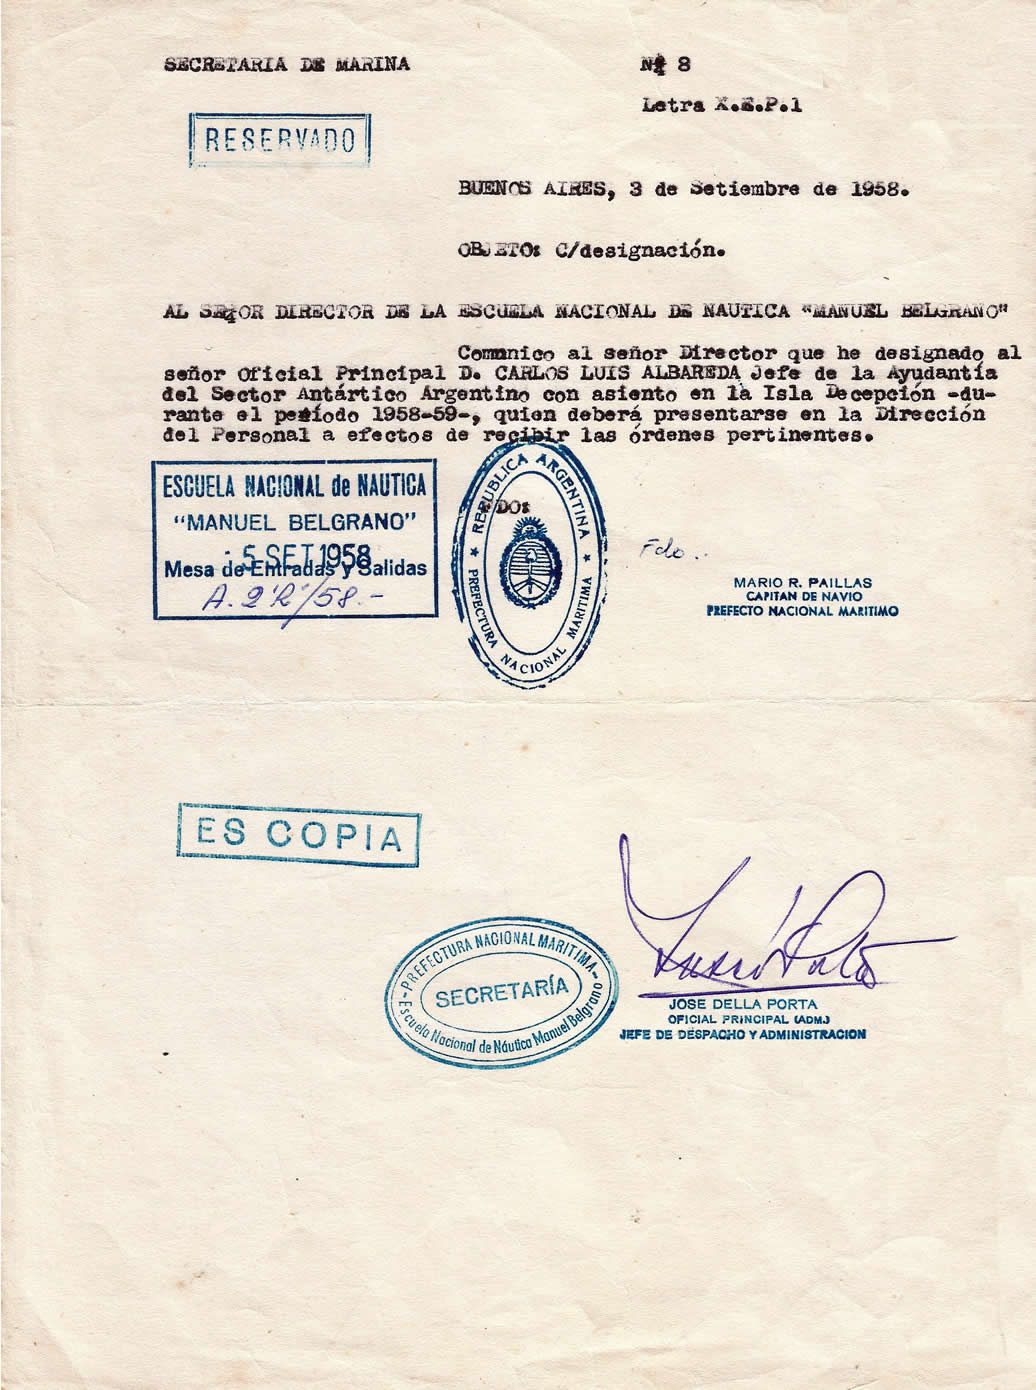 SECRETARIA DE MARINA
Nº 8
Letra X.E.P.1
RESERVADO
BUENOS AIRES, 3 de Setiembre de 1958.
OBJETO: C/designación.
AL SEÑOR DIRECTOR DE LA ESCUELA NACIONAL DE NAUTICA "MANUEL BELGRANO"
Comunico al señor Director que he designado al
señor Oficial Principal D. CARLOS LUIS ALBAREDA Jefe de la Ayudantía
del Sector Antártico Argentino con asiento en la Isla Decepción -du-
rante el período 1958-59-, quien deberá presentarse en la Dirección
del Personal a efectos de recibir las órdenes pertinentes.
ESCUELA NACIONAL de NAUTICA
"MANUEL BELGRANO"
- 5 SET 1958
Mesa de Entradas y Salidas
A. 2"R"/58.-
REPUBLICA ARGENTINA
FDO:
PREFECTURA NACIONAL MARITIMA
Fdo..
MARIO R. PAILLAS
CAPITAN DE NAVIO
PREFECTO NACIONAL MARITIMO
ES COPIA
PREFECTURA NACIONAL MARITIMA
SECRETARÍA
Escuela Nacional de Náutica Manuel Belgrano
JOSE DELLA PORTA
OFICIAL PRINCIPAL (ADM.)
JEFE DE DESPACHO Y ADMINISTRACION